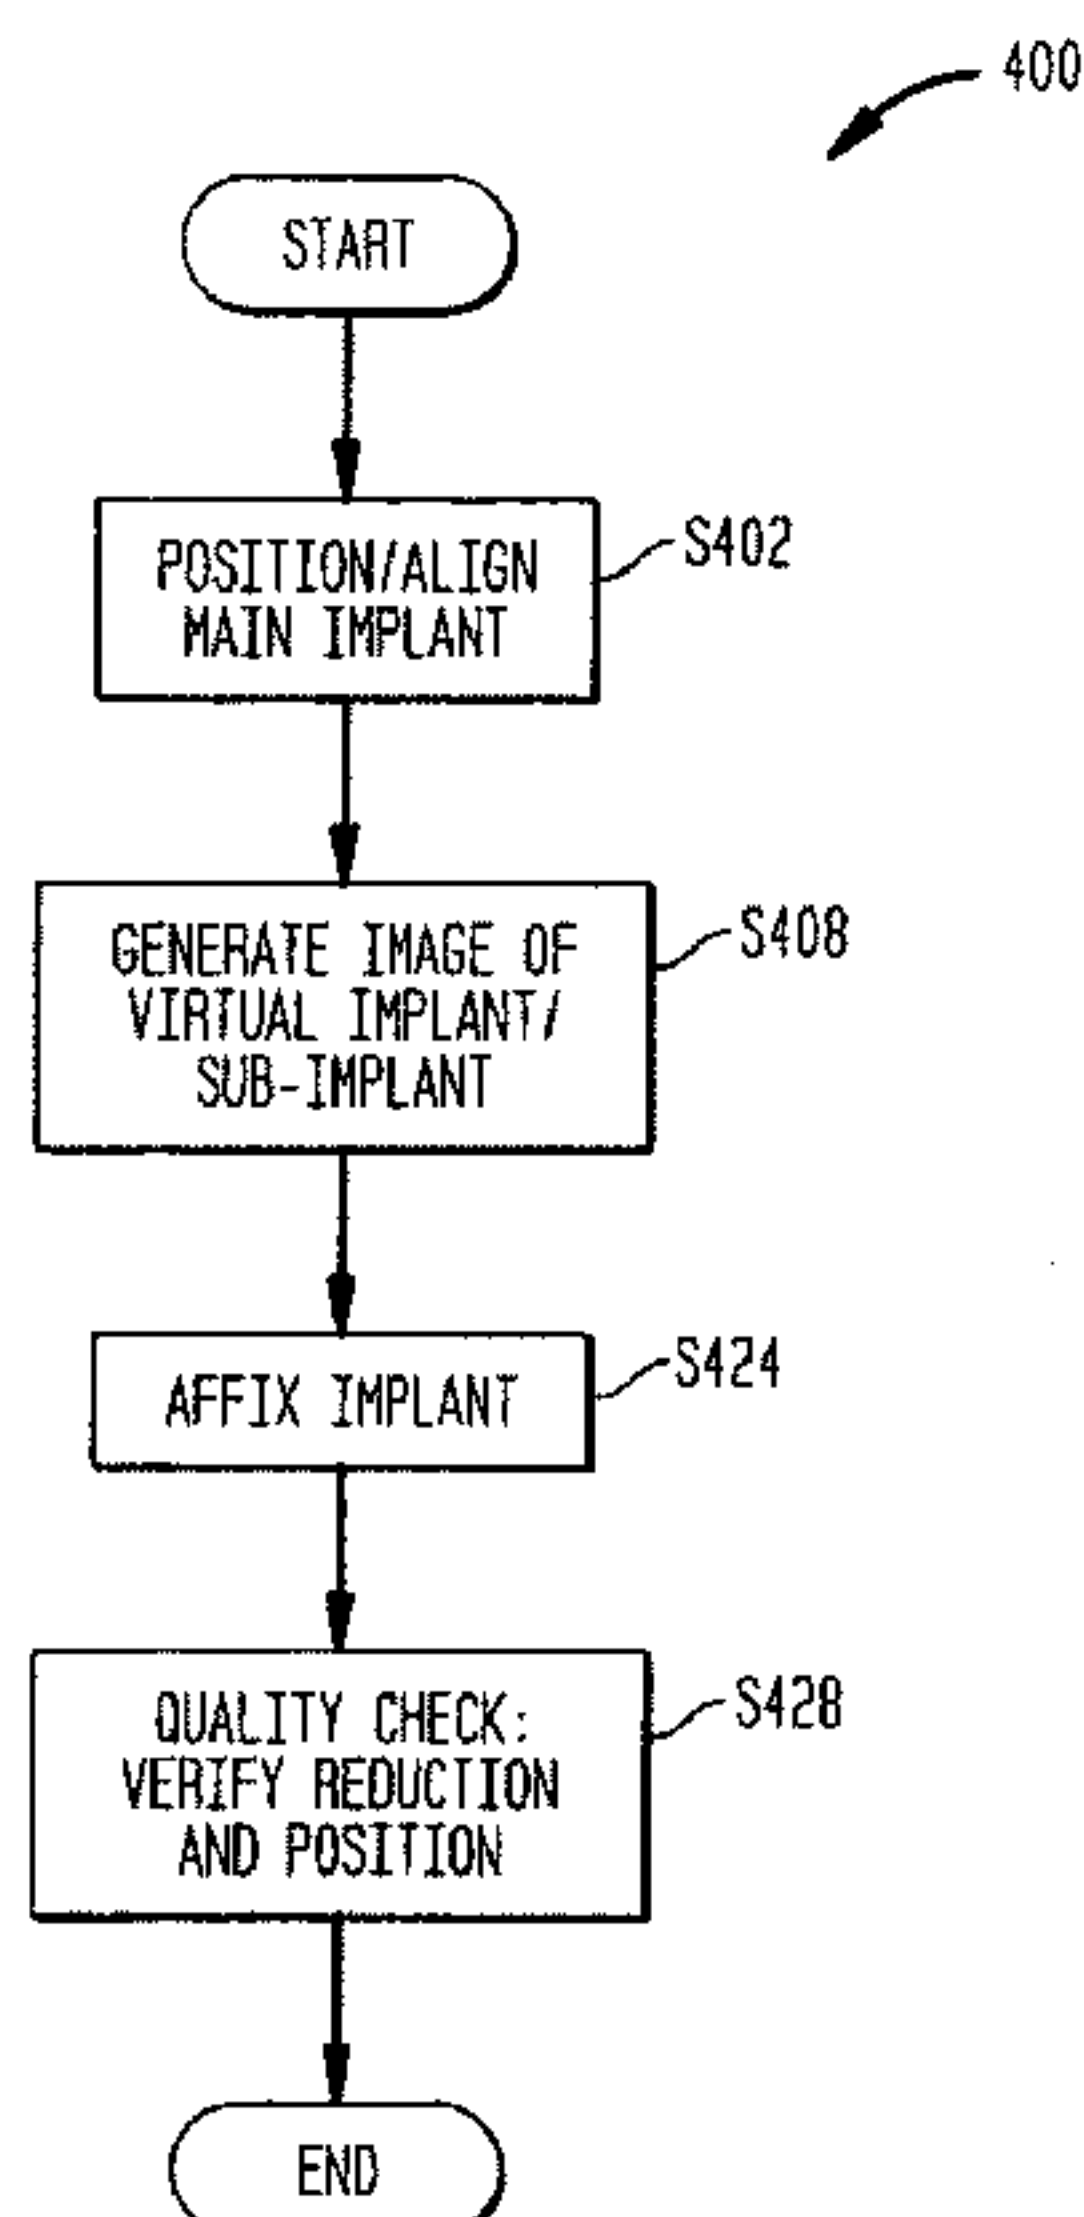 400
START
POSITION/ALIGN
MAIN IMPLANT
S402
GENERATE IMAGE OF
VIRTUAL IMPLANT/
SUB-IMPLANT
S408
AFFIX IMPLANT
S424
QUALITY CHECK:
VERIFY REDUCTION
AND POSITION
S428
END